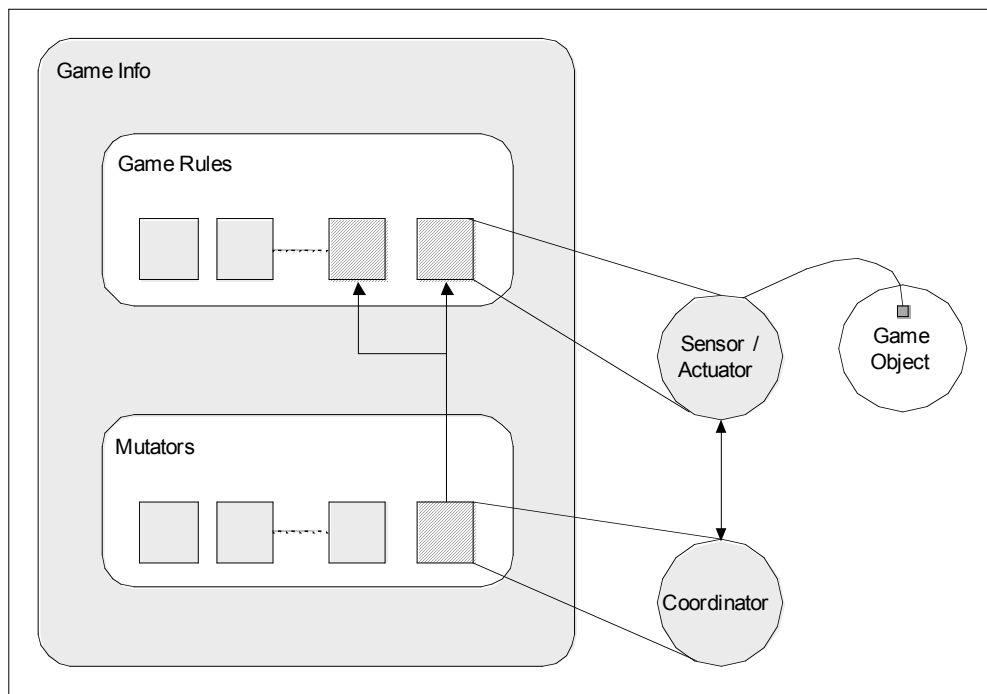 Game Info
Game Rules
Sensor /
Actuator
Game
Object
Mutators
Coordinator